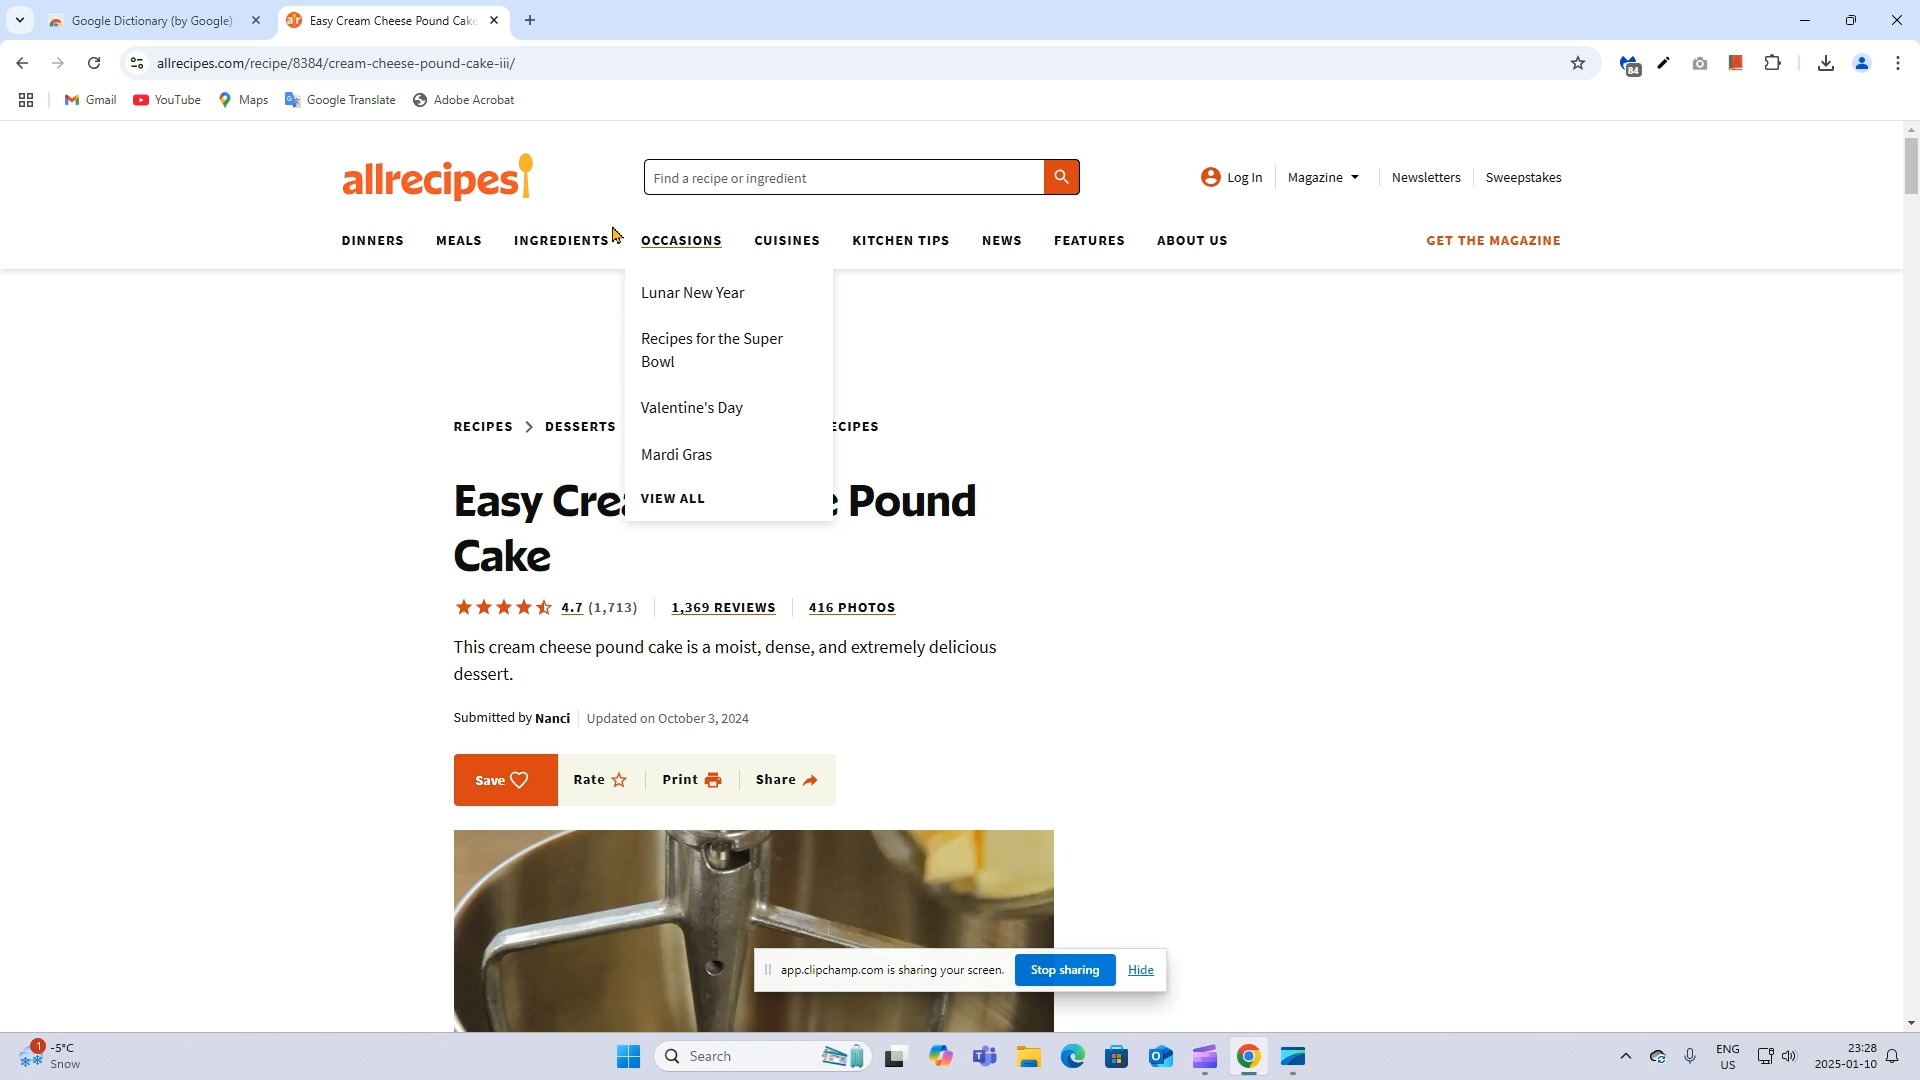 Google Dictionary (by Google)
Easy Cream Cheese Pound Cake
allrecipes.com/recipe/8384/cream-cheese-pound-cake-iii/
84
Gmail YouTube Maps Google Translate Adobe Acrobat
allrecipes
Find a recipe or ingredient
Log In Magazine Newsletters Sweepstakes
DINNERS MEALS INGREDIENTS OCCASIONS CUISINES KITCHEN TIPS NEWS FEATURES ABOUT US GET THE MAGAZINE
Lunar New Year
Recipes for the Super
Bowl
Valentine's Day
Mardi Gras
VIEW ALL
RECIPES > DESSERTS ECIPES
Easy Cre Pound
Cake
4.7 (1,713) 1,369 REVIEWS 416 PHOTOS
This cream cheese pound cake is a moist, dense, and extremely delicious
dessert.
Submitted by Nanci Updated on October 3, 2024
Save Rate Print Share
app.clipchamp.com is sharing your screen. Stop sharing Hide
1
-5°C
Snow
Search
ENG
US
23:28
2025-01-10